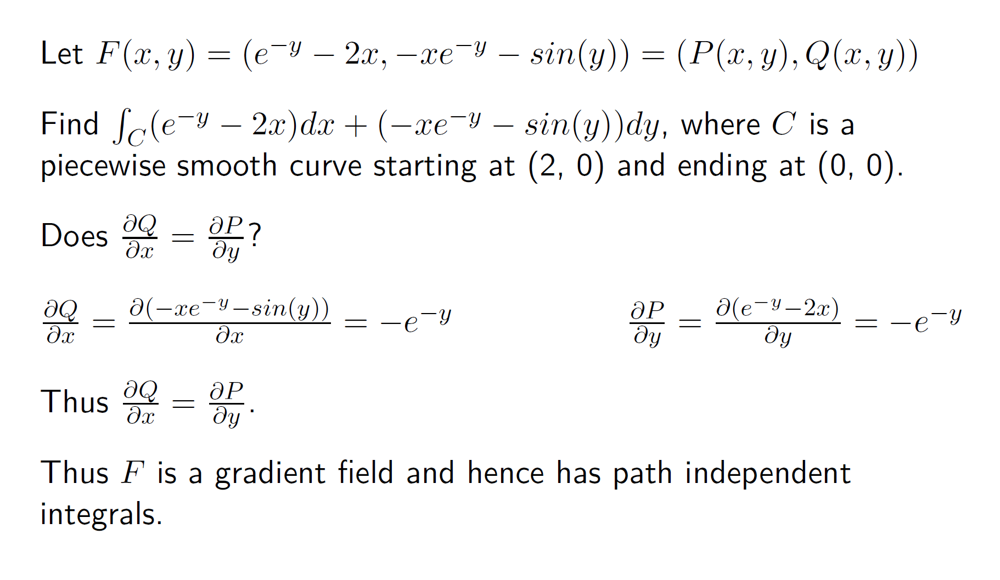 Let $F(x, y) = (e^{-y} - 2x, -xe^{-y} - sin(y)) = (P(x, y), Q(x, y))$
Find $\int_C (e^{-y} - 2x)dx + (-xe^{-y} - sin(y))dy$, where $C$ is a
piecewise smooth curve starting at (2, 0) and ending at (0, 0).
Does $\frac{\partial Q}{\partial x} = \frac{\partial P}{\partial y}$?
$\frac{\partial Q}{\partial x} = \frac{\partial(-xe^{-y}-sin(y))}{\partial x} = -e^{-y}$ $\frac{\partial P}{\partial y} = \frac{\partial(e^{-y}-2x)}{\partial y} = -e^{-y}$
Thus $\frac{\partial Q}{\partial x} = \frac{\partial P}{\partial y}$.
Thus $F$ is a gradient field and hence has path independent
integrals.